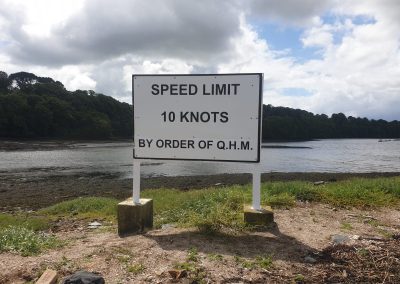 SPEED LIMIT
10 KNOTS
BY ORDER OF Q.H.M.